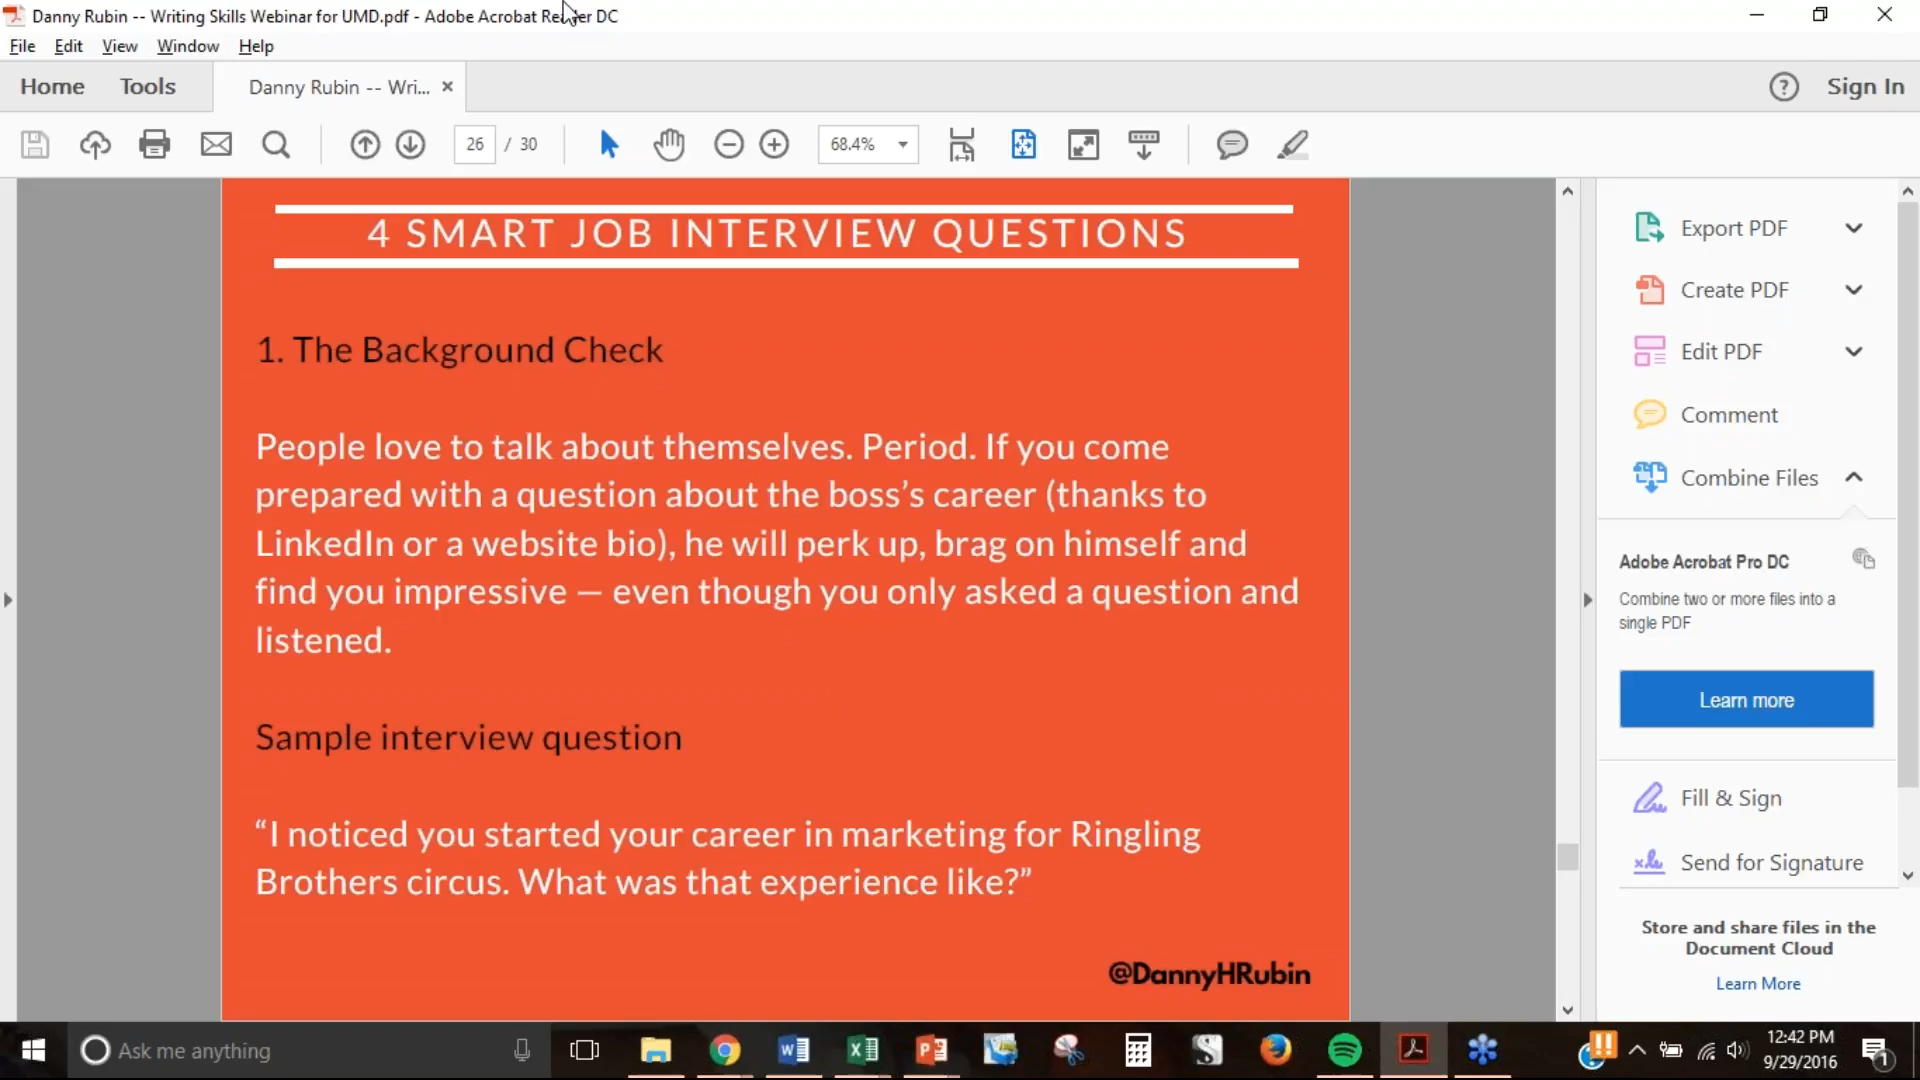 Danny Rubin -- Writing Skills Webinar for UMD.pdf - Adobe Acrobat Reader DC
File Edit View Window Help
Home Tools Danny Rubin -- Wri... × ? Sign In
26 / 30 68.4%
4 SMART JOB INTERVIEW QUESTIONS
1. The Background Check
People love to talk about themselves. Period. If you come
prepared with a question about the boss’s career (thanks to
LinkedIn or a website bio), he will perk up, brag on himself and
find you impressive — even though you only asked a question and
listened.
Sample interview question
“I noticed you started your career in marketing for Ringling
Brothers circus. What was that experience like?”
@DannyHRubin
Export PDF
Create PDF
Edit PDF
Comment
Combine Files
Adobe Acrobat Pro DC
Combine two or more files into a
single PDF
Learn more
Fill & Sign
Send for Signature
Store and share files in the
Document Cloud
Learn More
Ask me anything
12:42 PM
9/29/2016
1